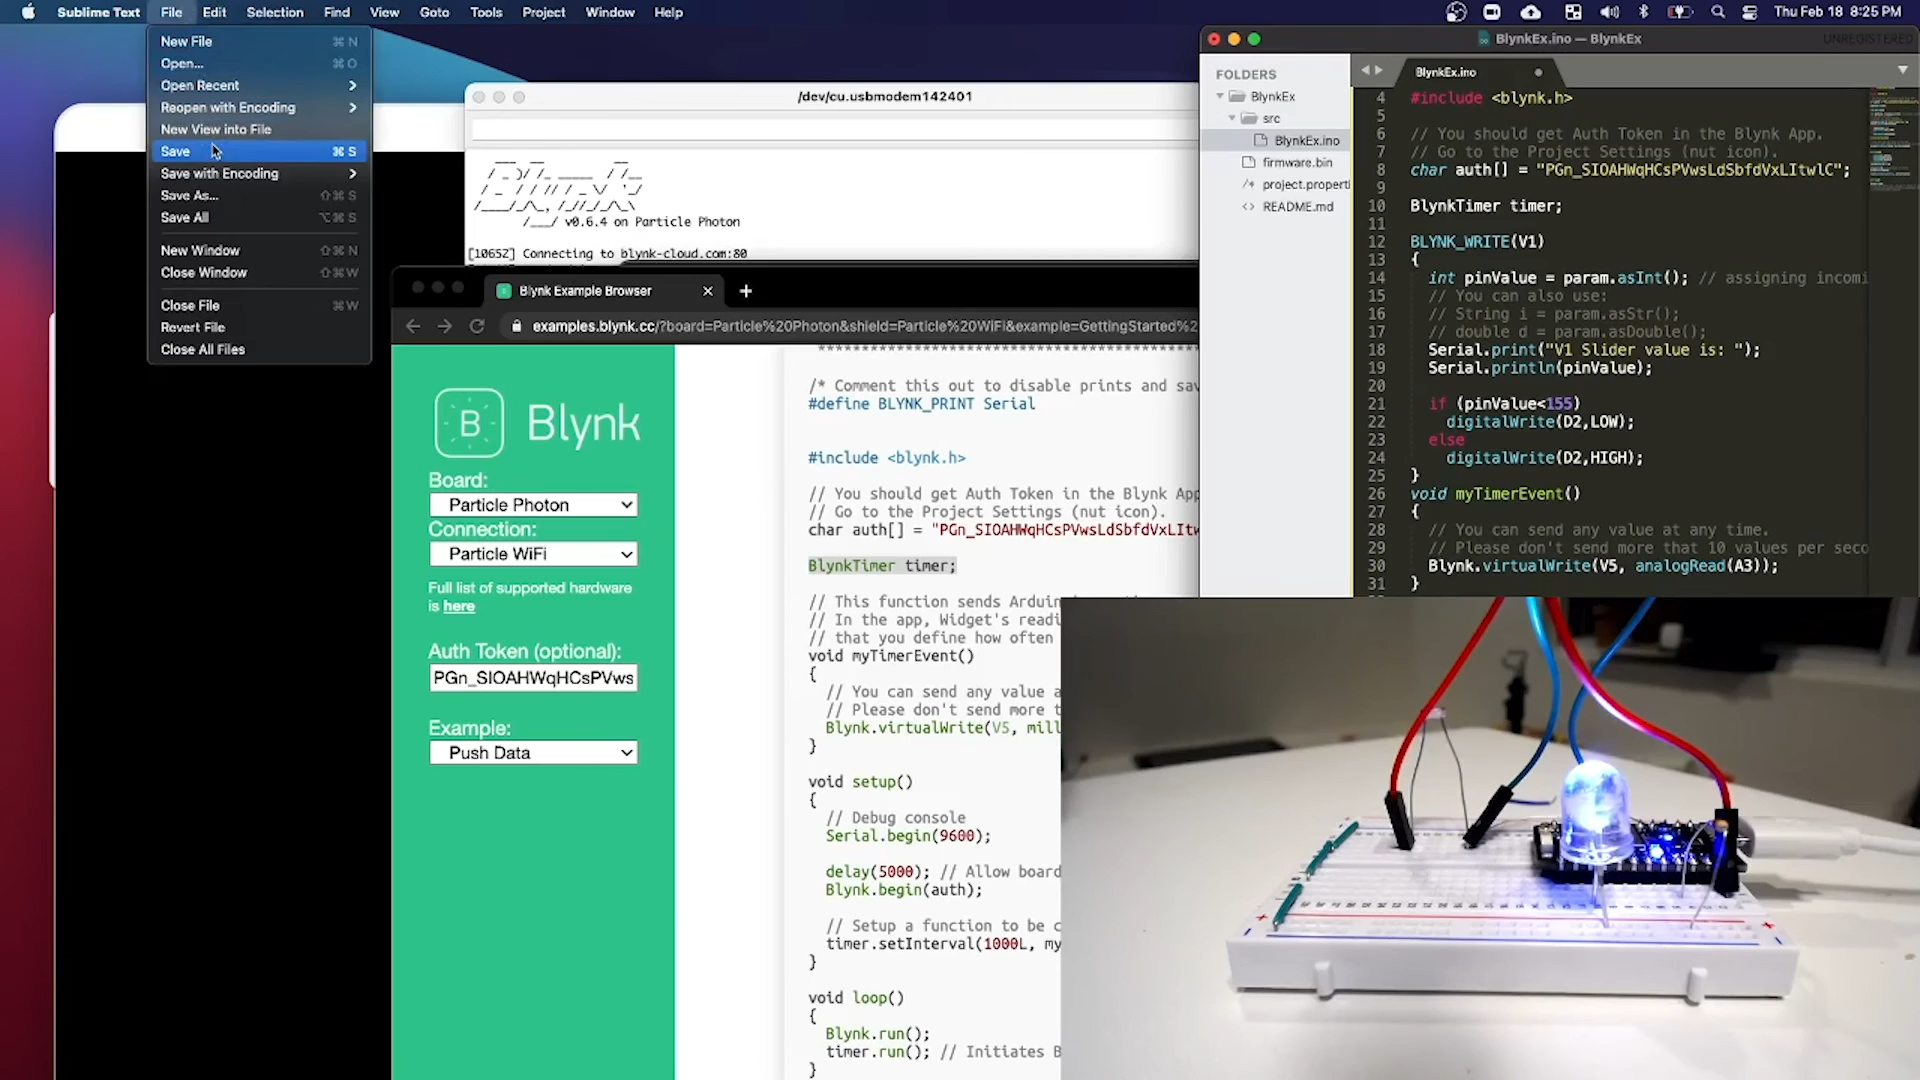 Sublime Text File Edit Selection Find View Goto Tools Project Window Help
Thu Feb 18 8:25 PM
New File ⌘ N
Open... ⌘ O
Open Recent
Reopen with Encoding
New View into File
Save ⌘ S
Save with Encoding
Save As... ⇧⌘ S
Save All ⌥⌘ S
New Window ⇧⌘ N
Close Window ⇧⌘ W
Close File ⌘ W
Revert File
Close All Files
/dev/cu.usbmodem142401
Blynk
/___/ v0.6.4 on Particle Photon
[10652] Connecting to blynk-cloud.com:80
Blynk Example Browser
examples.blynk.cc/?board=Particle%20Photon&shield=Particle%20WiFi&example=GettingStarted%2
B Blynk
Board:
Particle Photon
Connection:
Particle WiFi
Full list of supported hardware
is here
Auth Token (optional):
PGn_SIOAHWqHCsPVws
Example:
Push Data
*******************************************
/* Comment this out to disable prints and sav
#define BLYNK_PRINT Serial
#include <blynk.h>
// You should get Auth Token in the Blynk App
// Go to the Project Settings (nut icon).
char auth[] = "PGn_SIOAHWqHCsPVwsLdSbfdVxLItw
BlynkTimer timer;
// This function sends Arduin
// In the app, Widget's readi
// that you define how often
void myTimerEvent()
{
// You can send any value a
// Please don't send more t
Blynk.virtualWrite(V5, mill
}
void setup()
{
// Debug console
Serial.begin(9600);
delay(5000); // Allow board
Blynk.begin(auth);
// Setup a function to be c
timer.setInterval(1000L, my
}
void loop()
{
Blynk.run();
timer.run(); // Initiates B
}
BlynkEx.ino — BlynkEx
UNREGISTERED
FOLDERS
BlynkEx
src
BlynkEx.ino
firmware.bin
project.properti
README.md
BlynkEx.ino
4 #include <blynk.h>
5
6 // You should get Auth Token in the Blynk App.
7 // Go to the Project Settings (nut icon).
8 char auth[] = "PGn_SIOAHWqHCsPVwsLdSbfdVxLItwlC";
9
10 BlynkTimer timer;
11
12 BLYNK_WRITE(V1)
13 {
14 int pinValue = param.asInt(); // assigning incomi
15 // You can also use:
16 // String i = param.asStr();
17 // double d = param.asDouble();
18 Serial.print("V1 Slider value is: ");
19 Serial.println(pinValue);
20
21 if (pinValue<155)
22 digitalWrite(D2,LOW);
23 else
24 digitalWrite(D2,HIGH);
25 }
26 void myTimerEvent()
27 {
28 // You can send any value at any time.
29 // Please don't send more that 10 values per seco
30 Blynk.virtualWrite(V5, analogRead(A3));
31 }